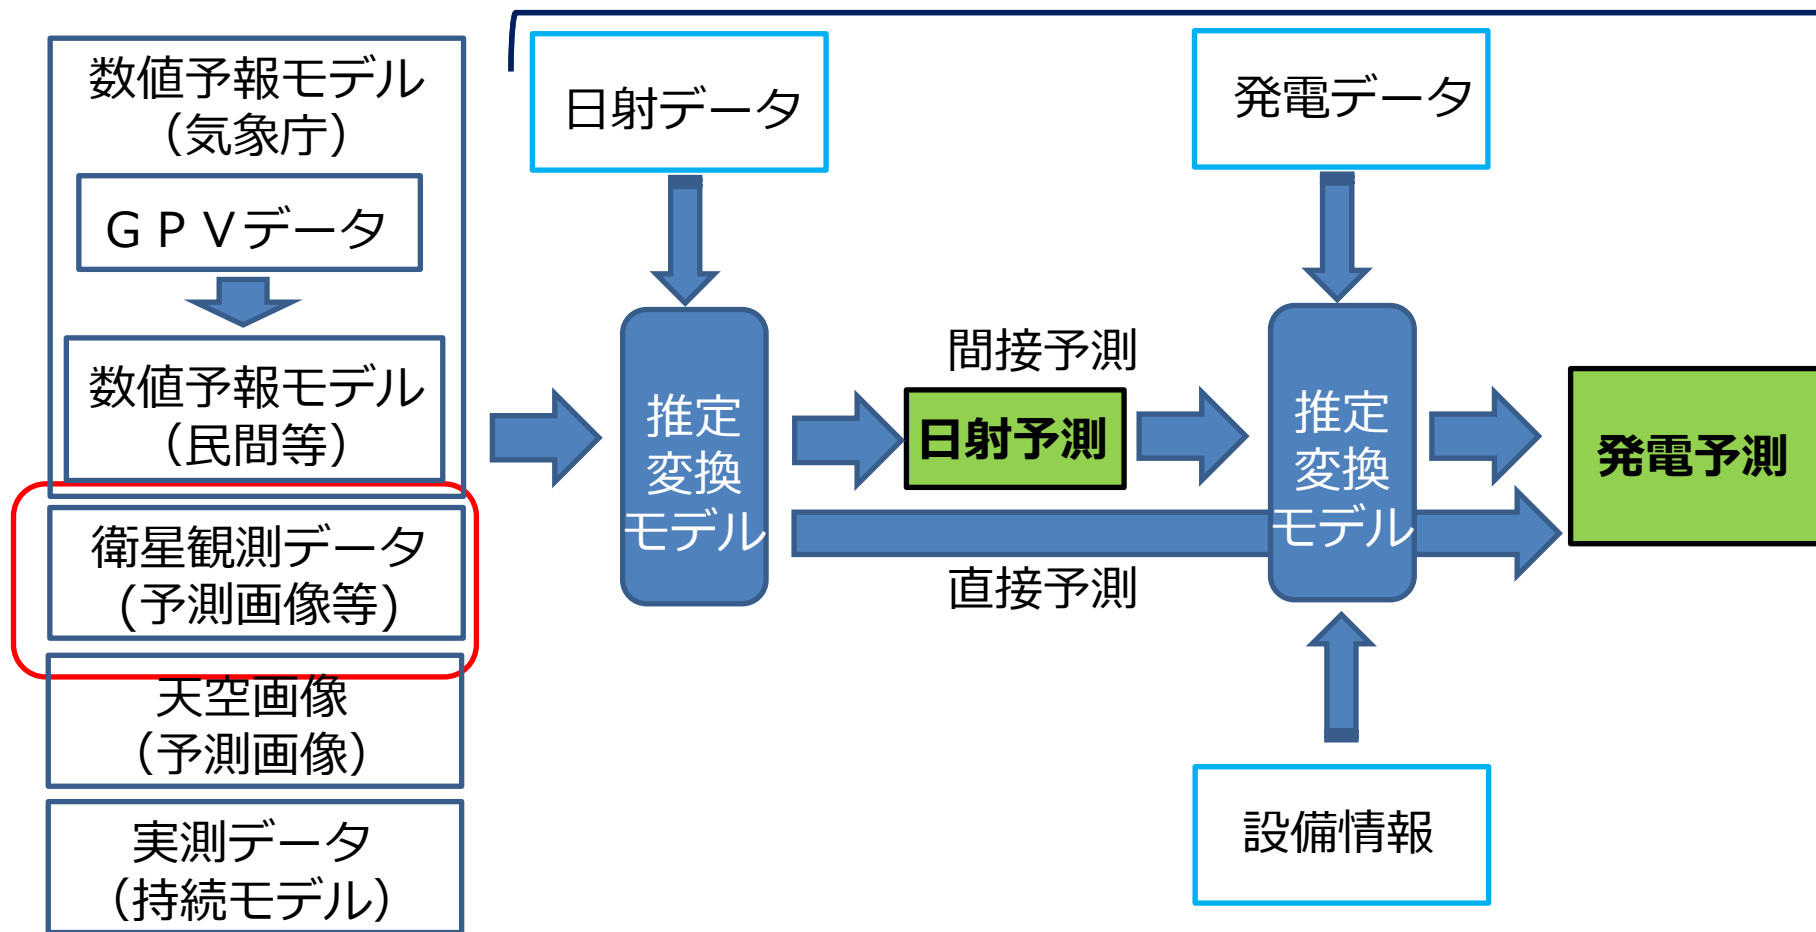 数値予報モデル
（気象庁）
ＧＰＶデータ
数値予報モデル
（民間等）
衛星観測データ
(予測画像等)
天空画像
（予測画像）
実測データ
（持続モデル）
日射データ
推定
変換
モデル
間接予測
日射予測
直接予測
発電データ
推定
変換
モデル
設備情報
発電予測